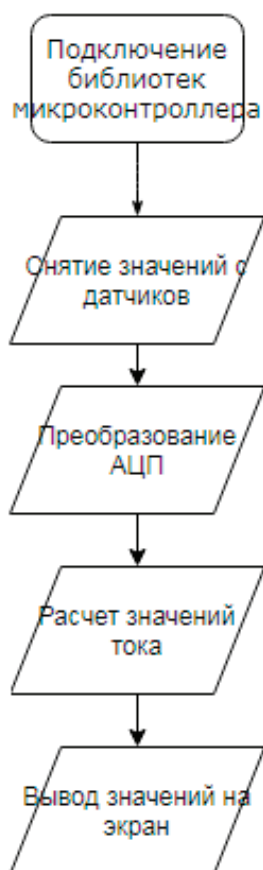 Подключение
библиотек
микроконтроллера
Снятие значений с
датчиков
Преобразование
АЦП
Расчет значений
тока
Вывод значений на
экран